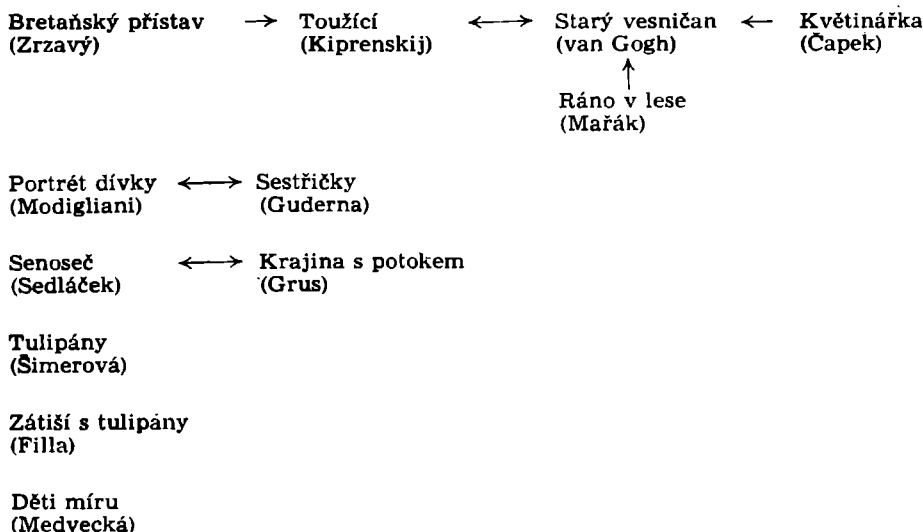 Bretaňský přístav → Toužící ←→ Starý vesničan ← Květinářka
(Zrzavý) (Kiprenskij) (van Gogh) (Čapek)
↑
Ráno v lese
(Mařák)
Portrét dívky ←→ Sestřičky
(Modigliani) (Guderna)
Senoseč ←→ Krajina s potokem
(Sedláček) (Grus)
Tulipány
(Šimerová)
Zátiší s tulipány
(Filla)
Děti míru
(Medvecká)